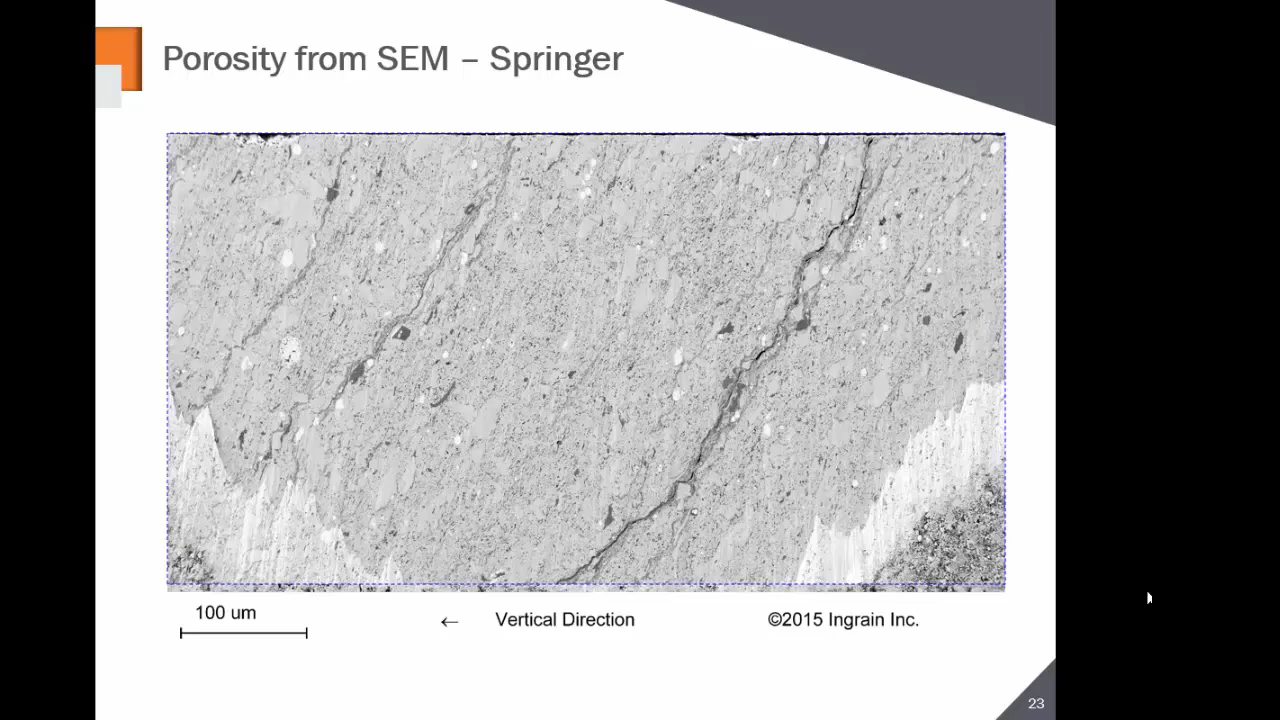 Porosity from SEM – Springer
100 um
← Vertical Direction
©2015 Ingrain Inc.
23